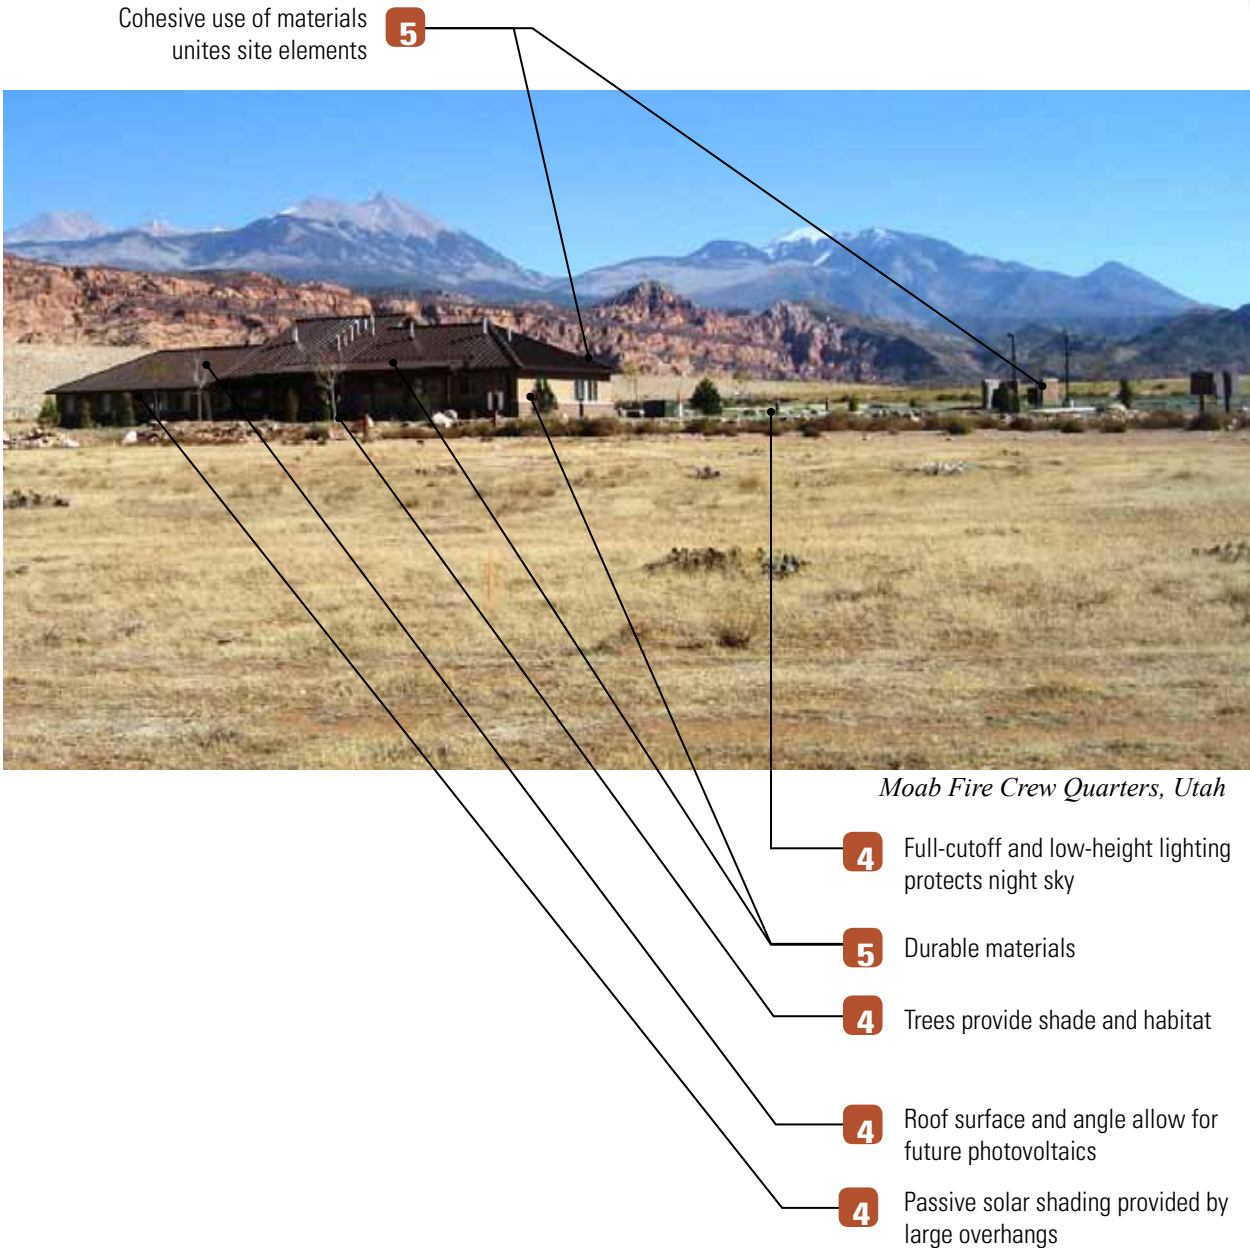 Cohesive use of materials
unites site elements
5
Moab Fire Crew Quarters, Utah
4
Full-cutoff and low-height lighting
protects night sky
5
Durable materials
4
Trees provide shade and habitat
4
Roof surface and angle allow for
future photovoltaics
4
Passive solar shading provided by
large overhangs